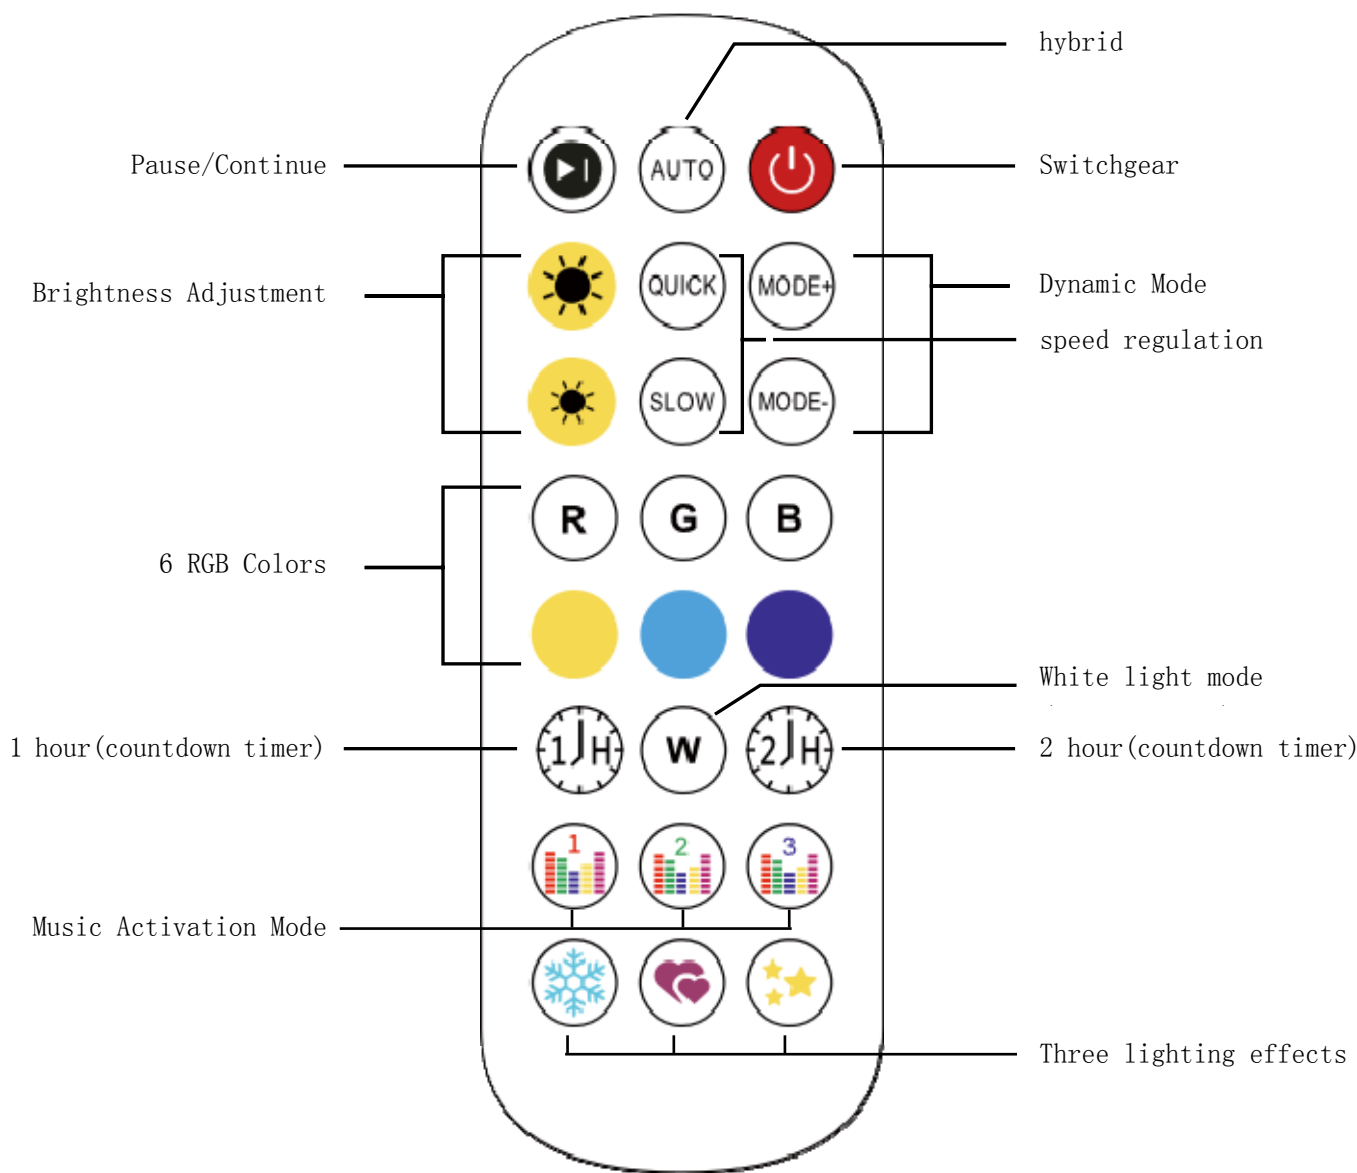 hybrid
Pause/Continue
AUTO
Switchgear
Brightness Adjustment
QUICK
MODE+
Dynamic Mode
speed regulation
SLOW
MODE-
R
G
B
6 RGB Colors
White light mode
1 hour(countdown timer)
1 H
W
2 H
2 hour(countdown timer)
1
2
3
Music Activation Mode
Three lighting effects